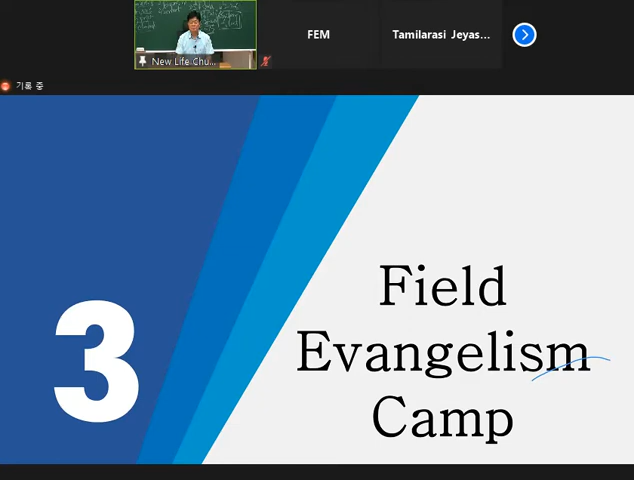 FEM
Tamilarasi Jeyas...
New Life Chu...
기록 중
3
Field
Evangelism
Camp